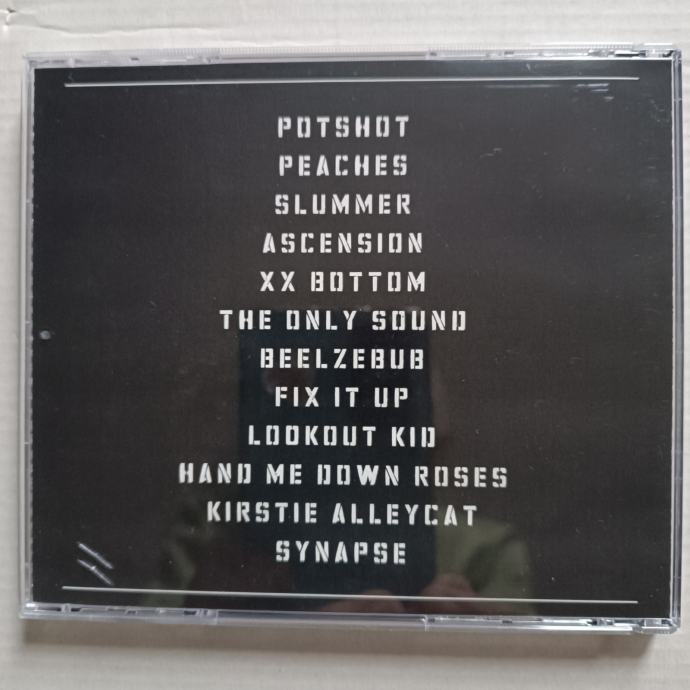 POTSHOT
PEACHES
SLUMMER
ASCENSION
XX BOTTOM
THE ONLY SOUND
BEELZEBUB
FIX IT UP
LOOKOUT KID
HAND ME DOWN ROSES
KIRSTIE ALLEYCAT
SYNAPSE